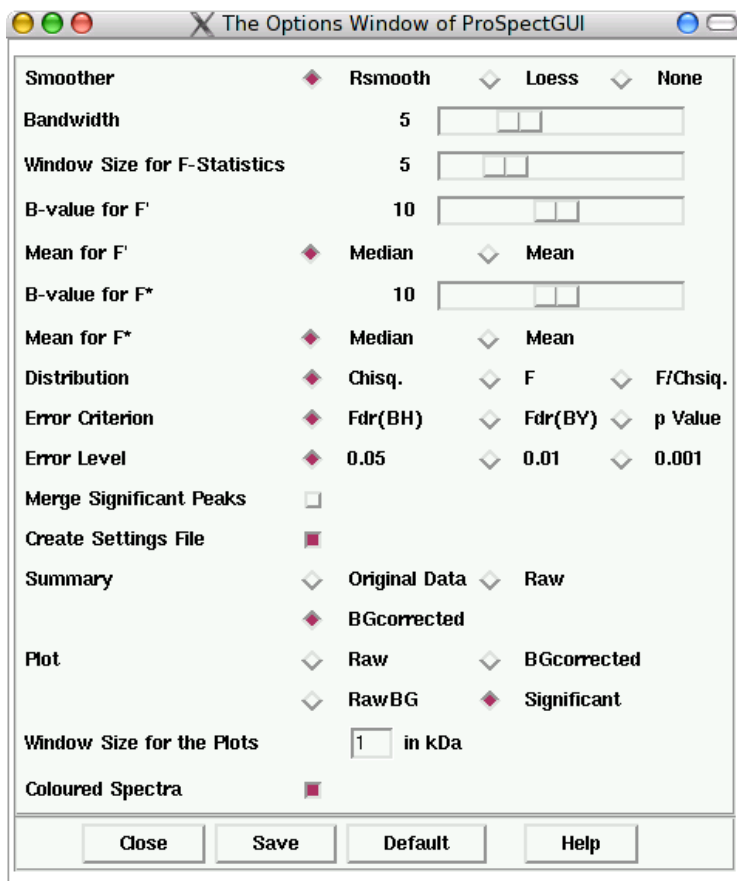 The Options Window of ProSpectGUI
Smoother Rsmooth Loess None
Bandwidth 5
Window Size for F-Statistics 5
B-value for F' 10
Mean for F' Median Mean
B-value for F* 10
Mean for F* Median Mean
Distribution Chisq. F F/Chsiq.
Error Criterion Fdr(BH) Fdr(BY) p Value
Error Level 0.05 0.01 0.001
Merge Significant Peaks
Create Settings File
Summary Original Data Raw
BGcorrected
Plot Raw BGcorrected
RawBG Significant
Window Size for the Plots 1 in kDa
Coloured Spectra
Close Save Default Help